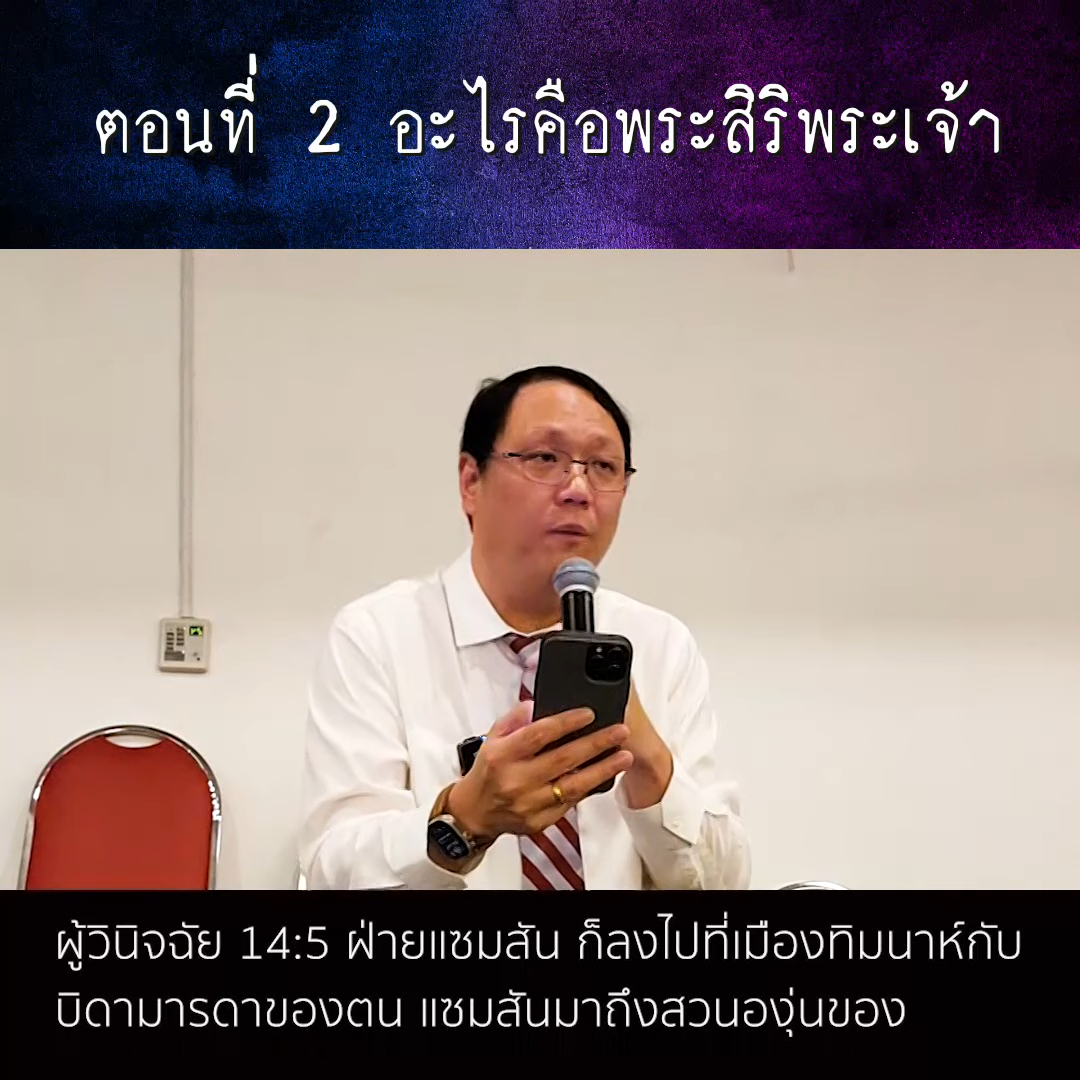 ตอนที่ 2 อะไรคือพระสิริพระเจ้า
ผู้วินิจฉัย 14:5 ฝ่ายแซมสัน ก็ลงไปที่เมืองทิมนาห์กับ
บิดามารดาของตน แซมสันมาถึงสวนองุ่นของ